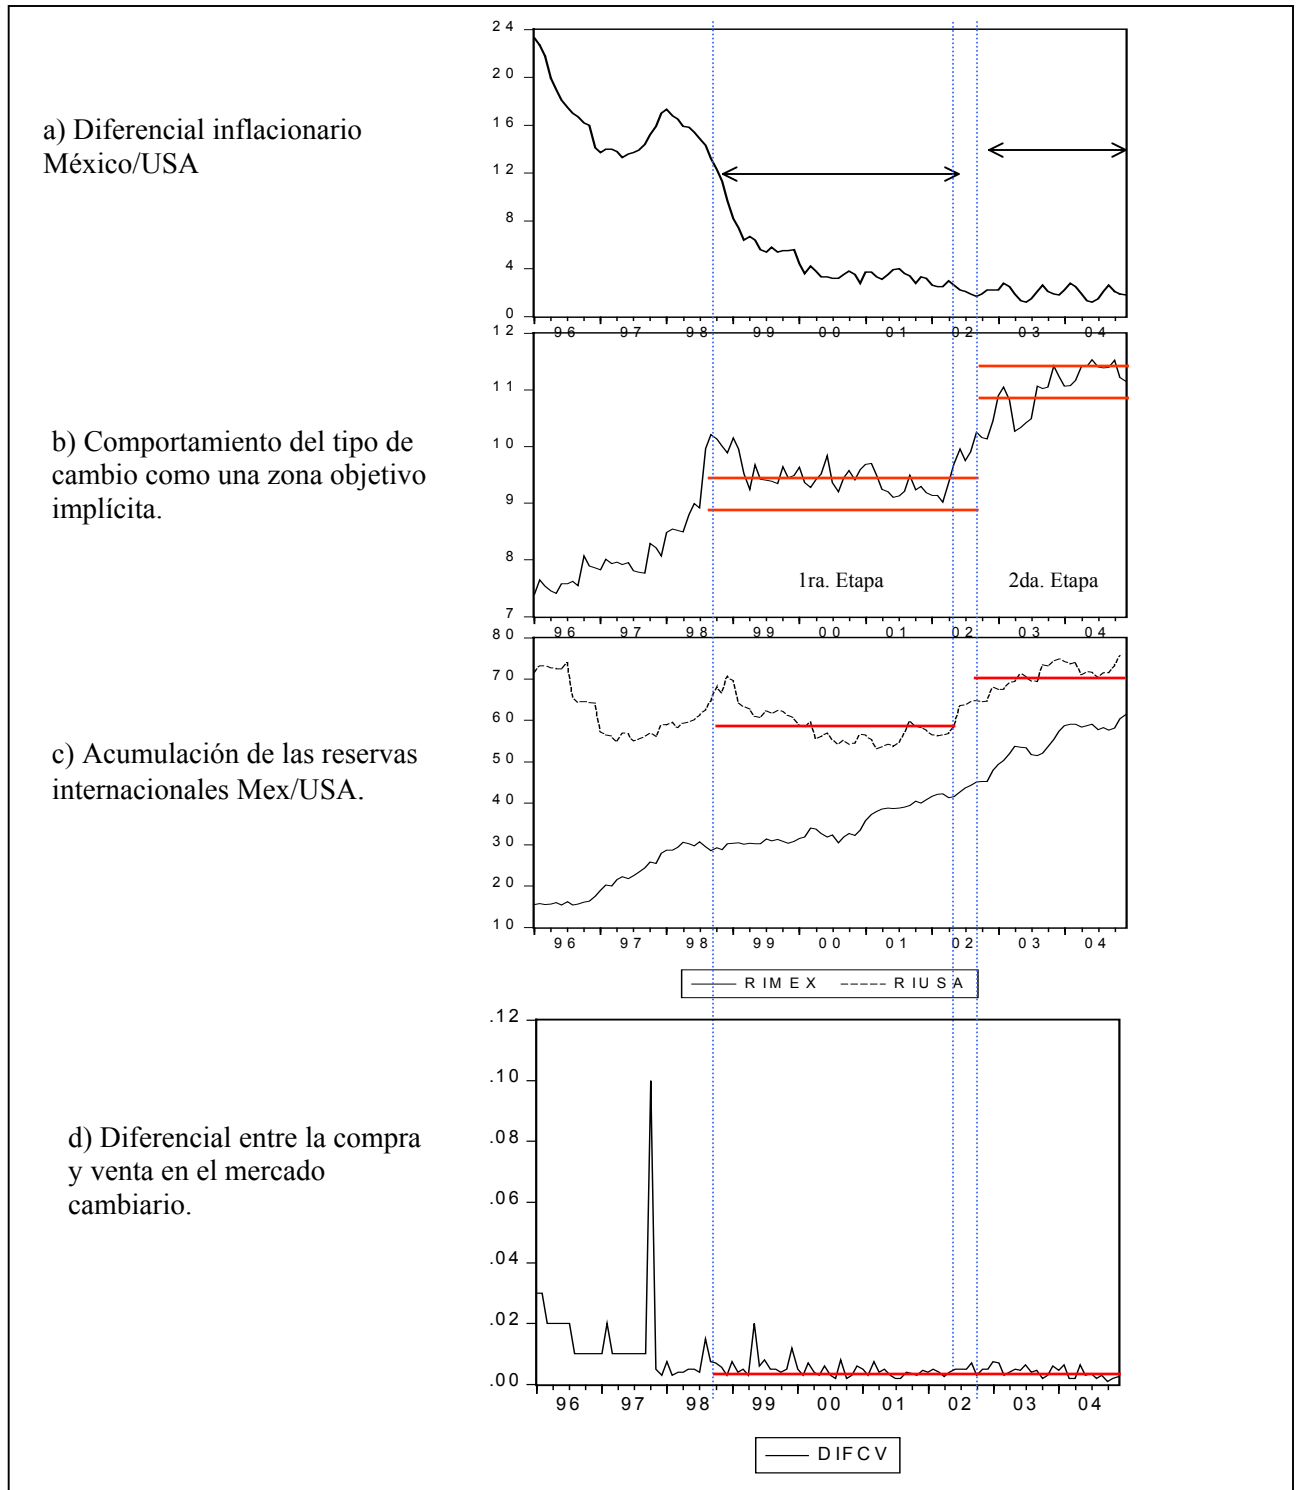 a) Diferencial inflacionario
México/USA
24
20
16
12
8
4
0
96 97 98 99 00 01 02 03 04
b) Comportamiento del tipo de
cambio como una zona objetivo
implícita.
12
11
10
9
8
7
1ra. Etapa
2da. Etapa
96 97 98 99 00 01 02 03 04
c) Acumulación de las reservas
internacionales Mex/USA.
80
70
60
50
40
30
20
10
96 97 98 99 00 01 02 03 04
RIMEX RIUSA
d) Diferencial entre la compra
y venta en el mercado
cambiario.
.12
.10
.08
.06
.04
.02
.00
96 97 98 99 00 01 02 03 04
DIFCV